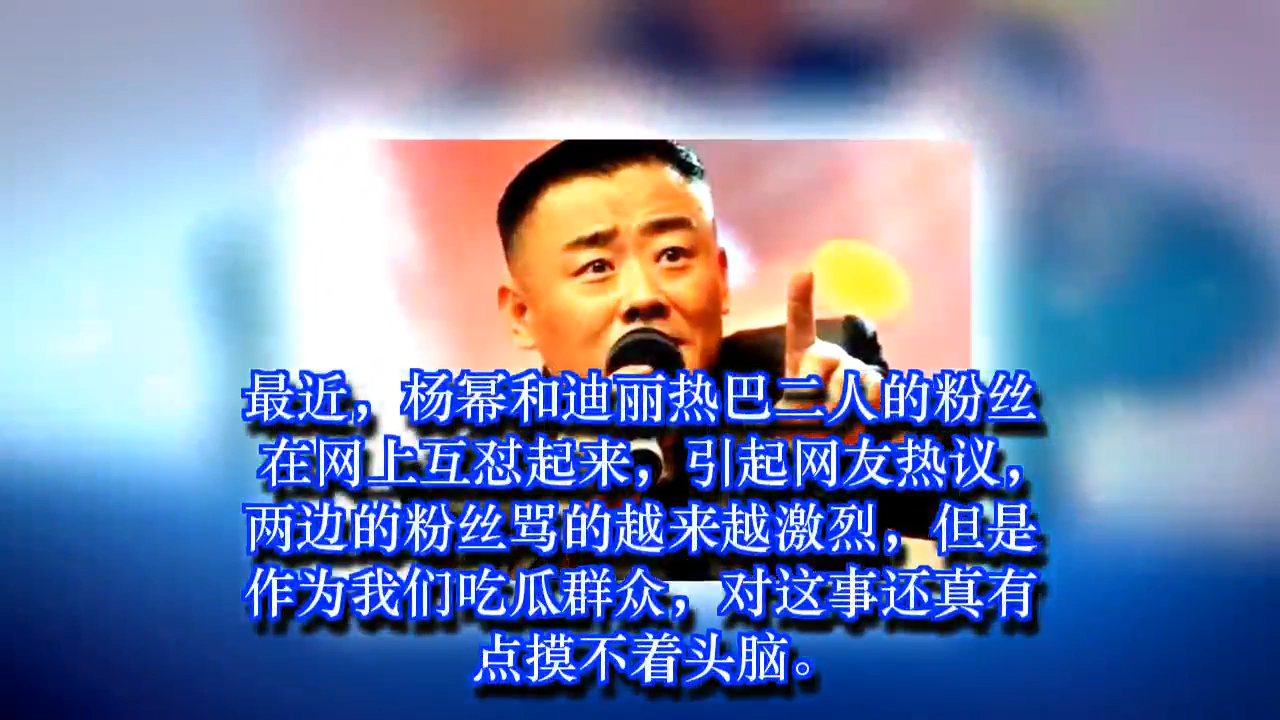 最近，杨幂和迪丽热巴二人的粉丝
在网上互怼起来，引起网友热议，
两边的粉丝骂的越来越激烈，但是
作为我们吃瓜群众，对这事还真有
点摸不着头脑。